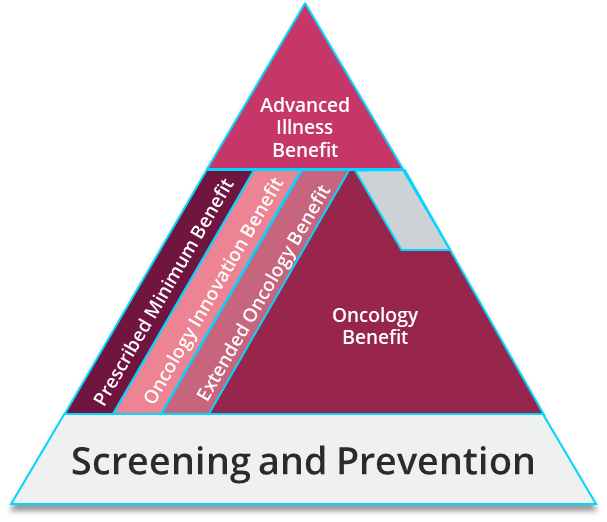 Advanced
Illness
Benefit
Prescribed Minimum Benefit
Oncology Innovation Benefit
Extended Oncology Benefit
Oncology
Benefit
Screening and Prevention